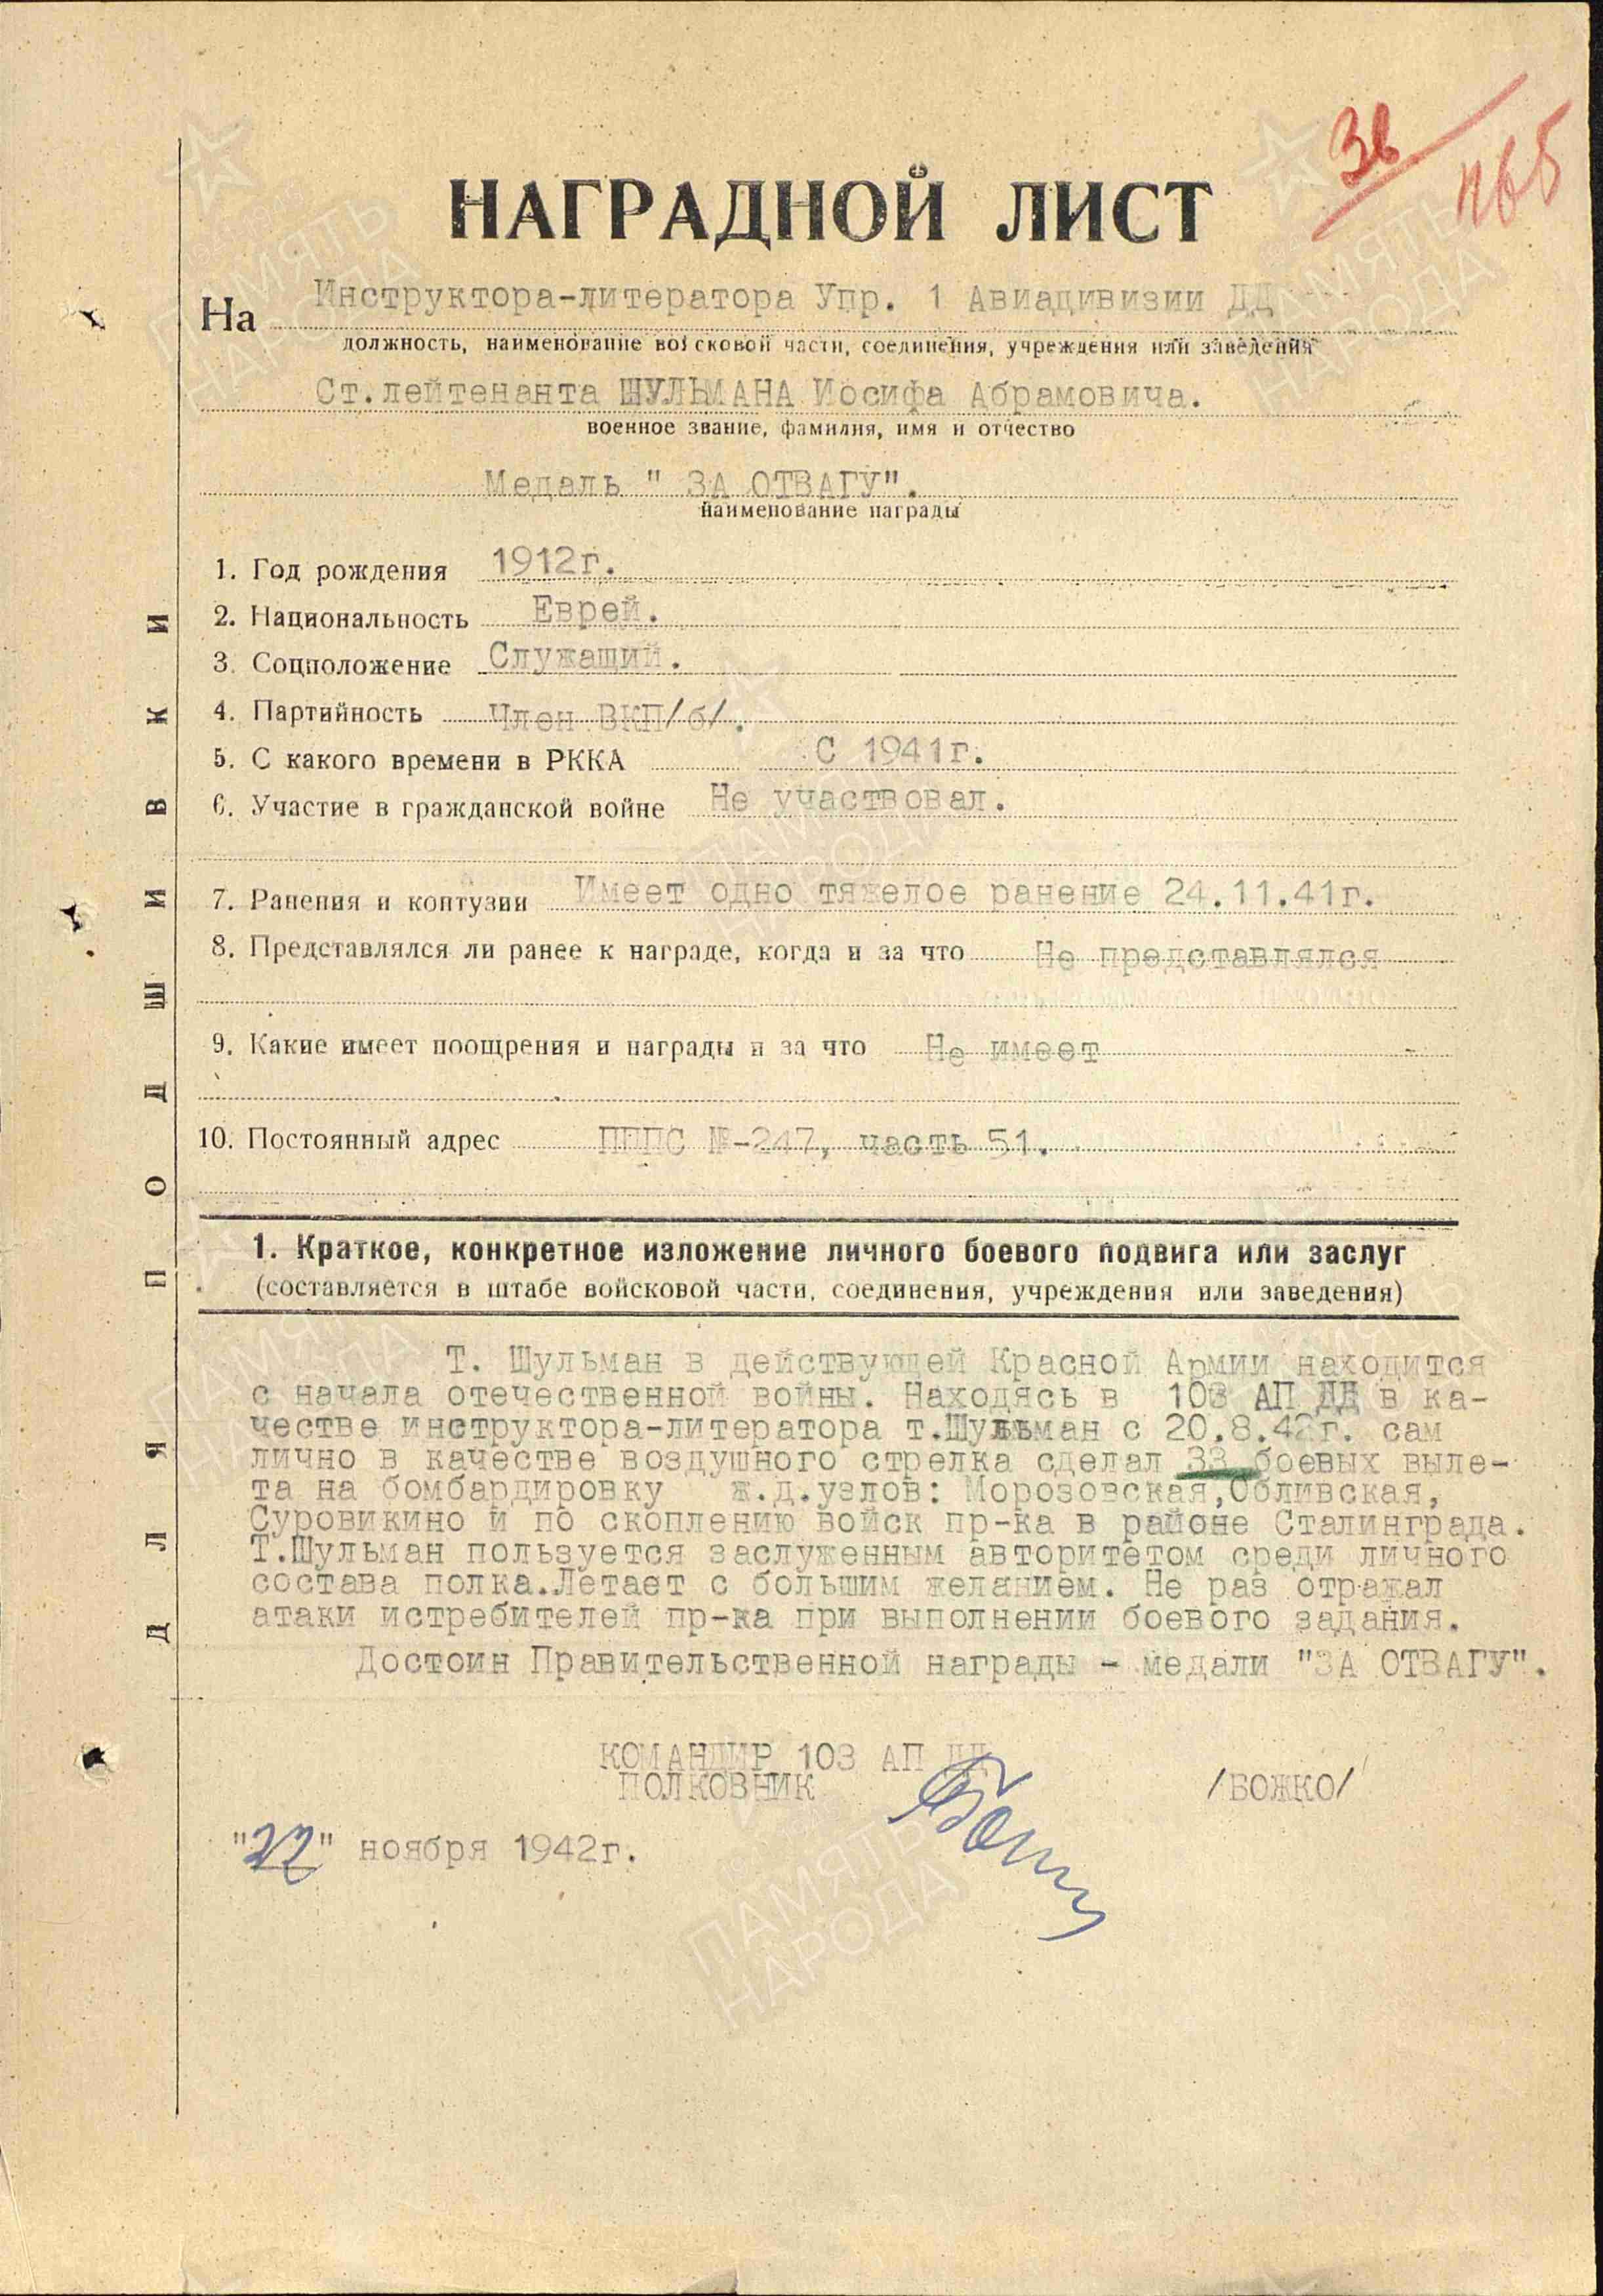 НАГРАДНОЙ ЛИСТ
На Инструктора-литератора Упр. 1 Авиадивизии ДД
должность, наименование войсковой части, соединения, учреждения или заведения
Ст.лейтенанта ШУЛЬМАНА Иосифа Абрамовича.
военное звание, фамилия, имя и отчество
Медаль " ЗА ОТВАГУ".
наименование награды
1. Год рождения 1912г.
2. Национальность Еврей.
3. Соцположение Служащий.
4. Партийность Член ВКП/б/.
5. С какого времени в РККА С 1941г.
6. Участие в гражданской войне Не участвовал.
7. Ранения и контузии Имеет одно тяжелое ранение 24.11.41г.
8. Представлялся ли ранее к награде, когда и за что Не представлялся
9. Какие имеет поощрения и награды и за что Не имеет
10. Постоянный адрес ППС №-247, часть 51.
1. Краткое, конкретное изложение личного боевого подвига или заслуг
(составляется в штабе войсковой части, соединения, учреждения или заведения)
Т. Шульман в действующей Красной Армии находится
с начала отечественной войны. Находясь в 103 АП ДД в ка-
честве инструктора-литератора т.Шульман с 20.8.42г. сам
лично в качестве воздушного стрелка сделал 33 боевых выле-
та на бомбардировку ж.д.узлов: Морозовская,Обливская,
Суровикино и по скоплению войск пр-ка в районе Сталинграда.
Т.Шульман пользуется заслуженным авторитетом среди личного
состава полка.Летает с большим желанием. Не раз отражал
атаки истребителей пр-ка при выполнении боевого задания.
Достоин Правительственной награды - медали "ЗА ОТВАГУ".
КОМАНДИР 103 АП ДД
ПОЛКОВНИК /БОЖКО/
"22" ноября 1942г.
ДЛЯ ПОДШИВКИ
ПАМЯТЬ НАРОДА